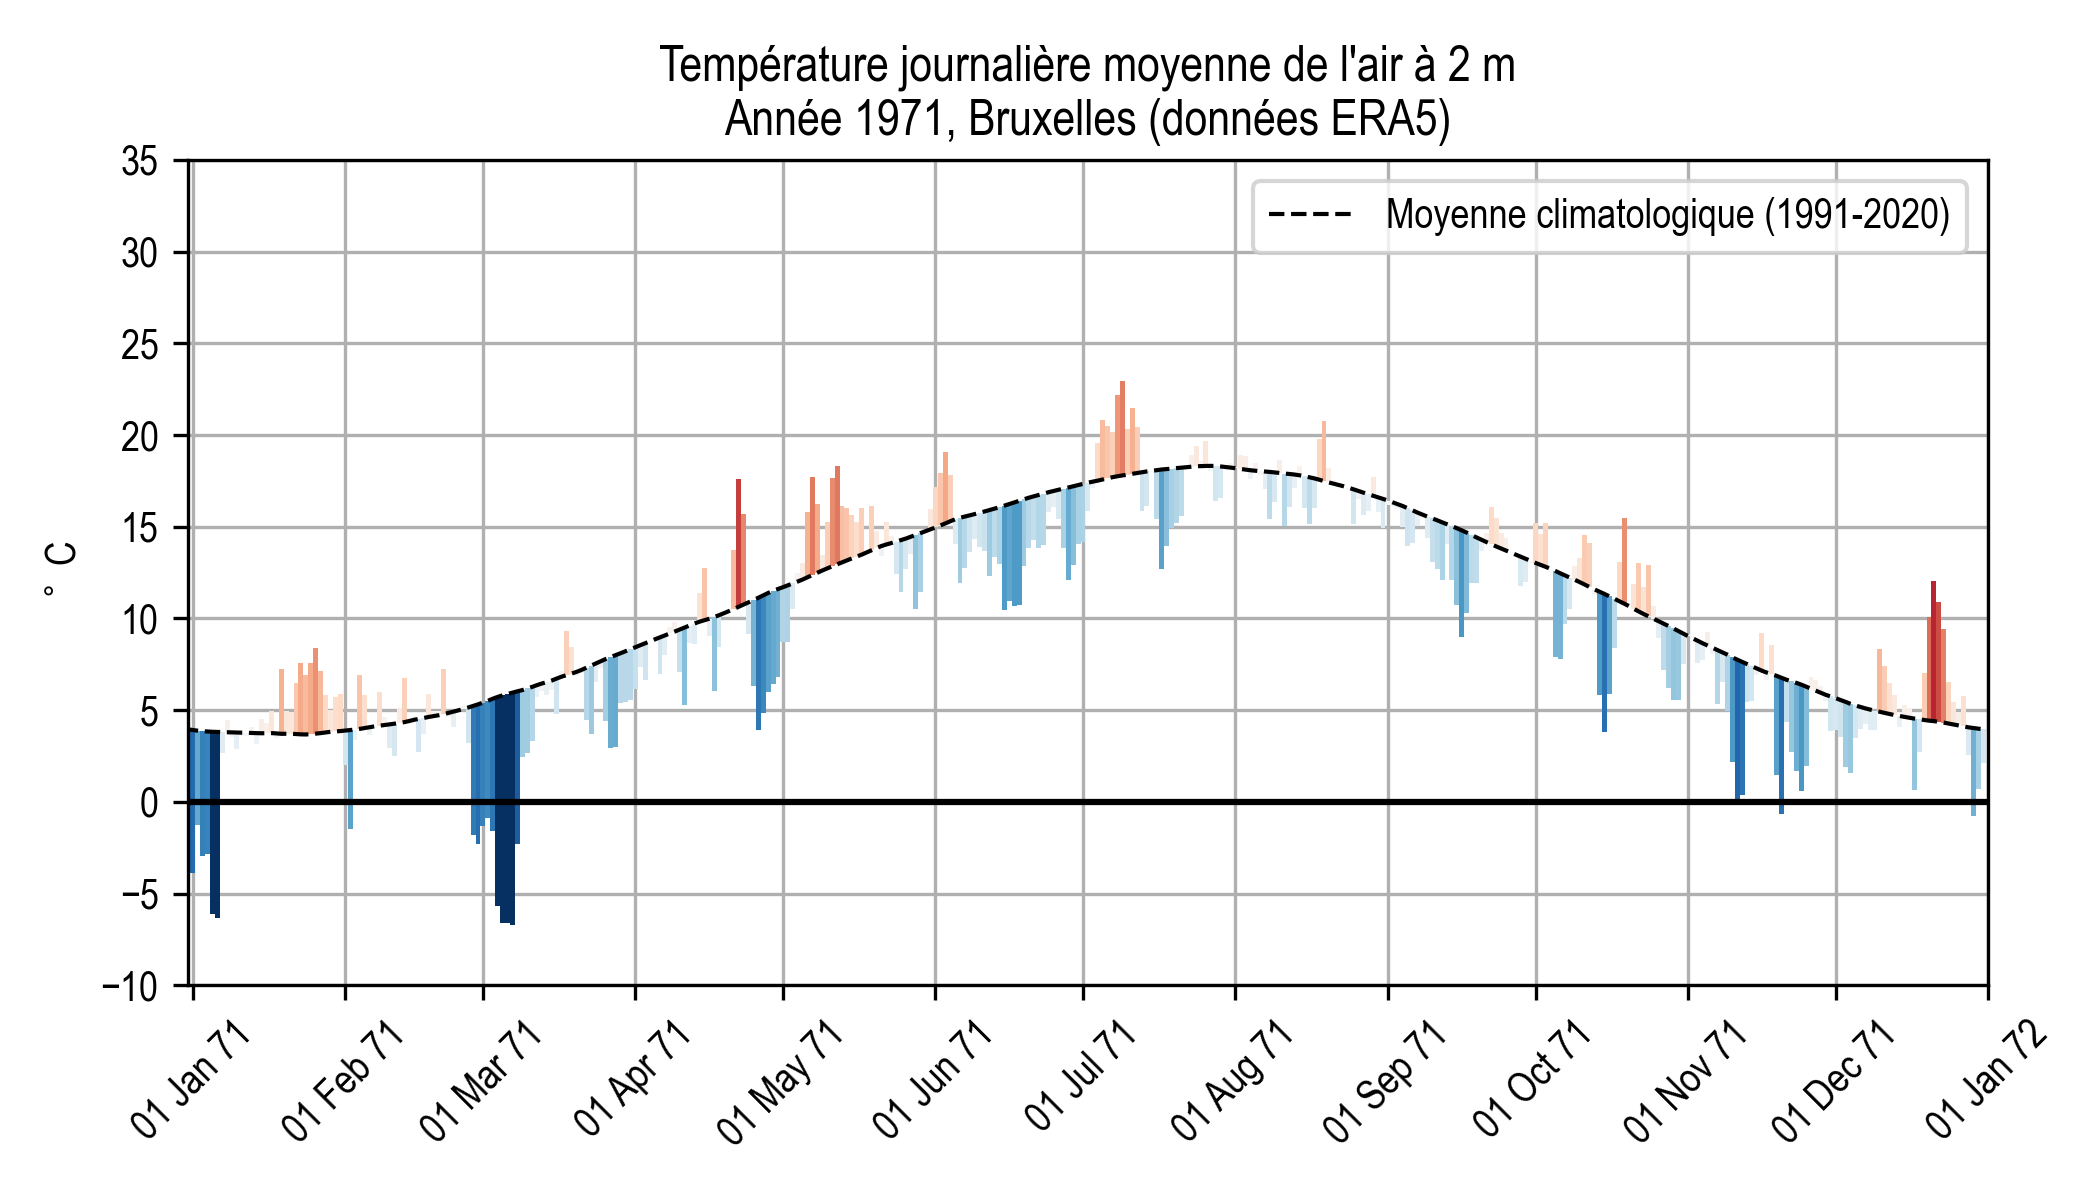 Température journalière moyenne de l'air à 2 m
Année 1971, Bruxelles (données ERA5)
Moyenne climatologique (1991-2020)
° C
35
30
25
20
15
10
5
0
−5
−10
01 Jan 71
01 Feb 71
01 Mar 71
01 Apr 71
01 May 71
01 Jun 71
01 Jul 71
01 Aug 71
01 Sep 71
01 Oct 71
01 Nov 71
01 Dec 71
01 Jan 72